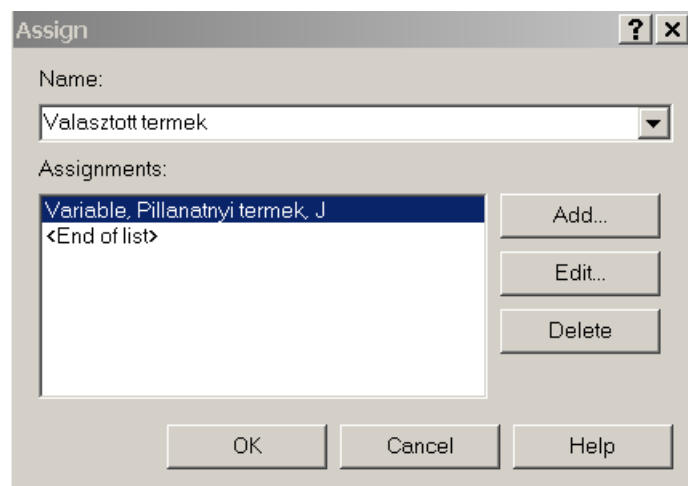 Assign
Name:
Valasztott termek
Assignments:
Variable, Pillanatnyi termek, J
<End of list>
Add...
Edit...
Delete
OK
Cancel
Help